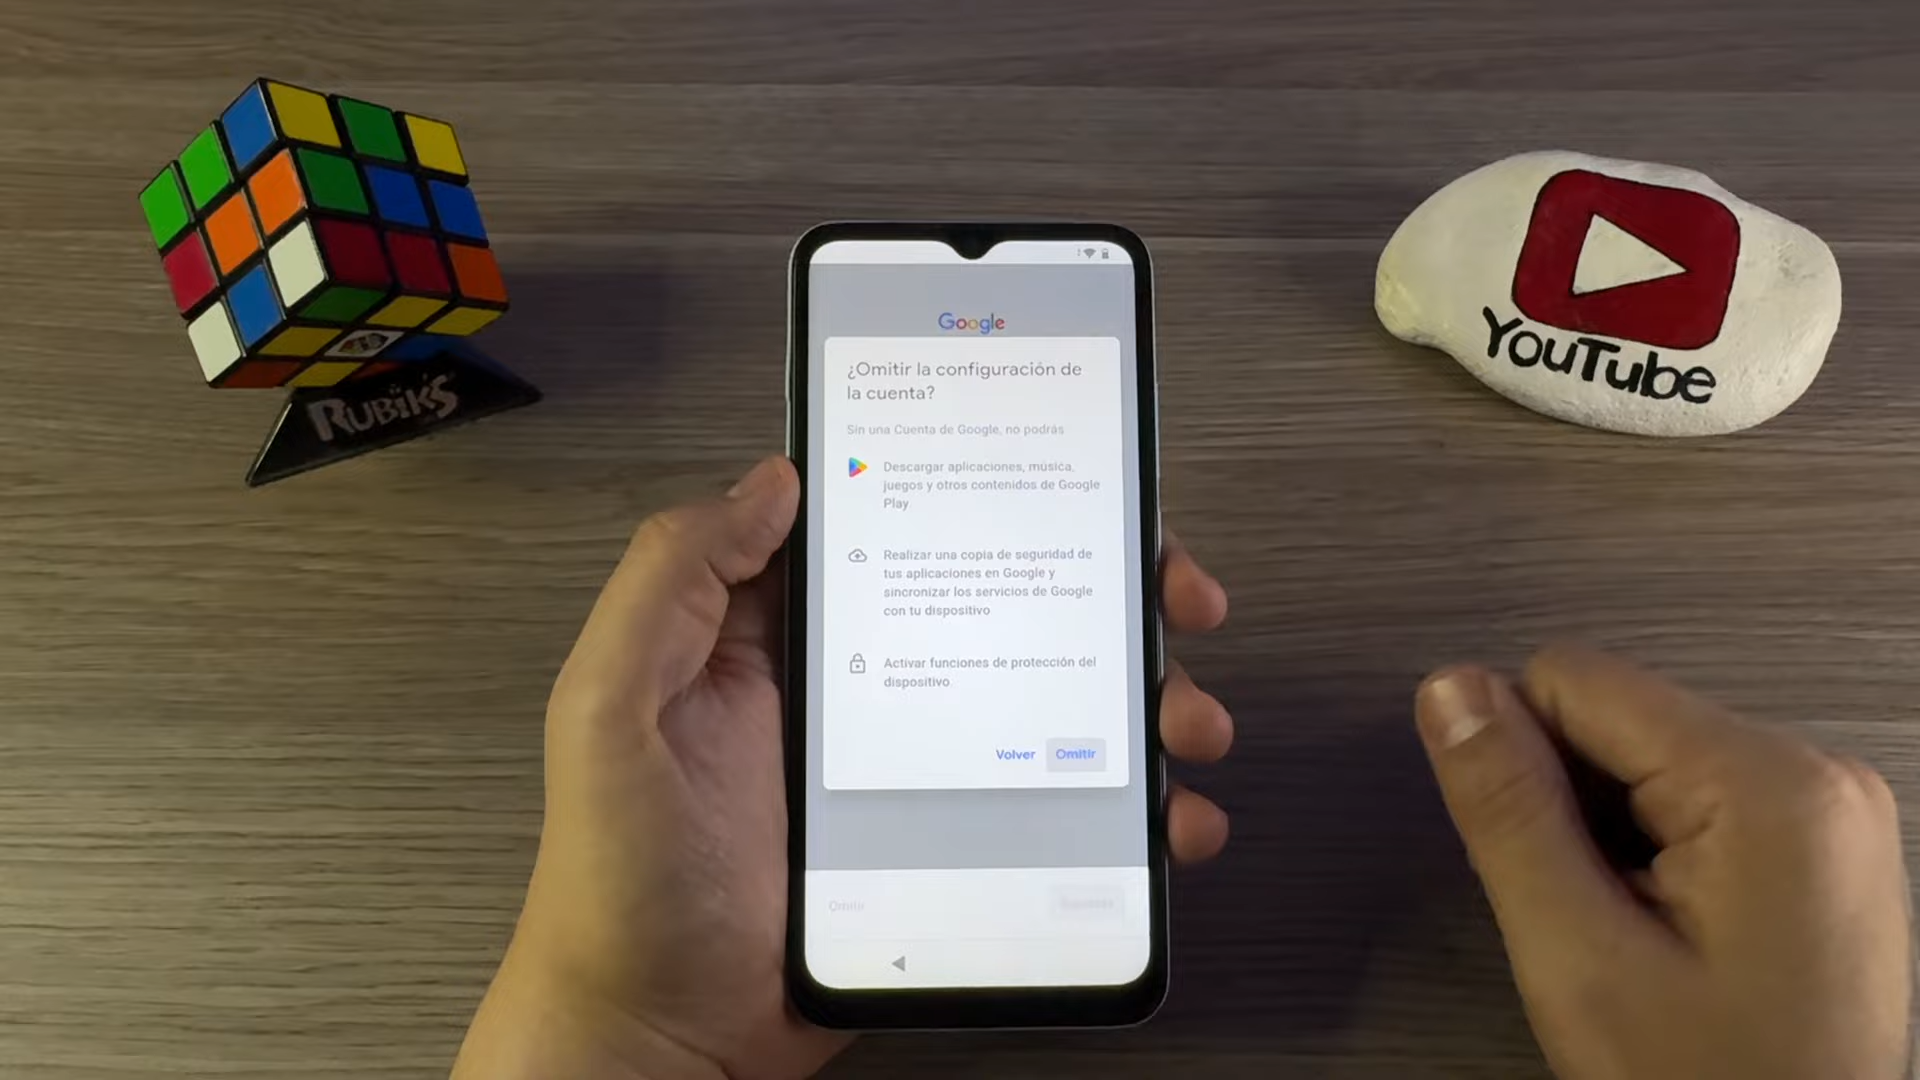 RUBIK'S
YouTube
Google
¿Omitir la configuración de
la cuenta?
Sin una Cuenta de Google, no podrás
Descargar aplicaciones, música,
juegos y otros contenidos de Google
Play
Realizar una copia de seguridad de
tus aplicaciones en Google y
sincronizar los servicios de Google
con tu dispositivo
Activar funciones de protección del
dispositivo
Volver Omitir
Omitir